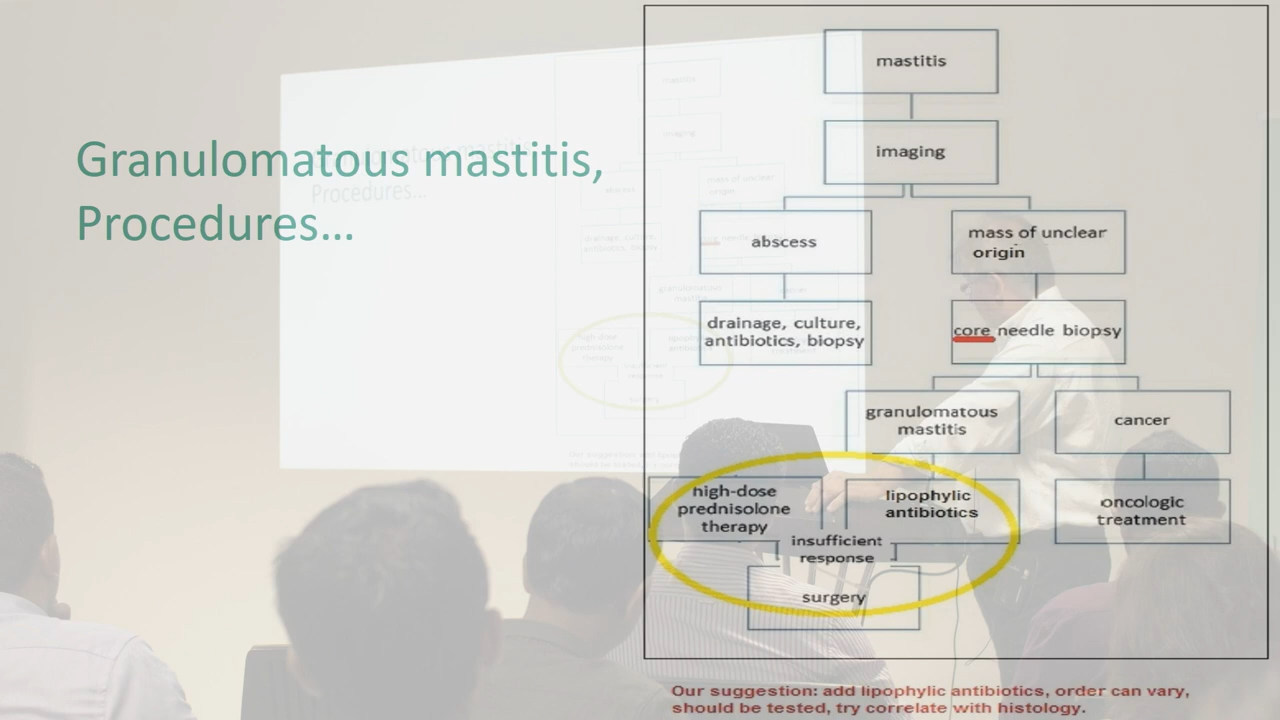 Granulomatous mastitis,
Procedures…
mastitis
imaging
abscess
mass of unclear
origin
drainage, culture,
antibiotics, biopsy
core needle biopsy
granulomatous
mastitis
cancer
high-dose
prednisolone
therapy
lipophylic
antibiotics
oncologic
treatment
insufficient
response
surgery
Our suggestion: add lipophylic antibiotics, order can vary,
should be tested, try correlate with histology.